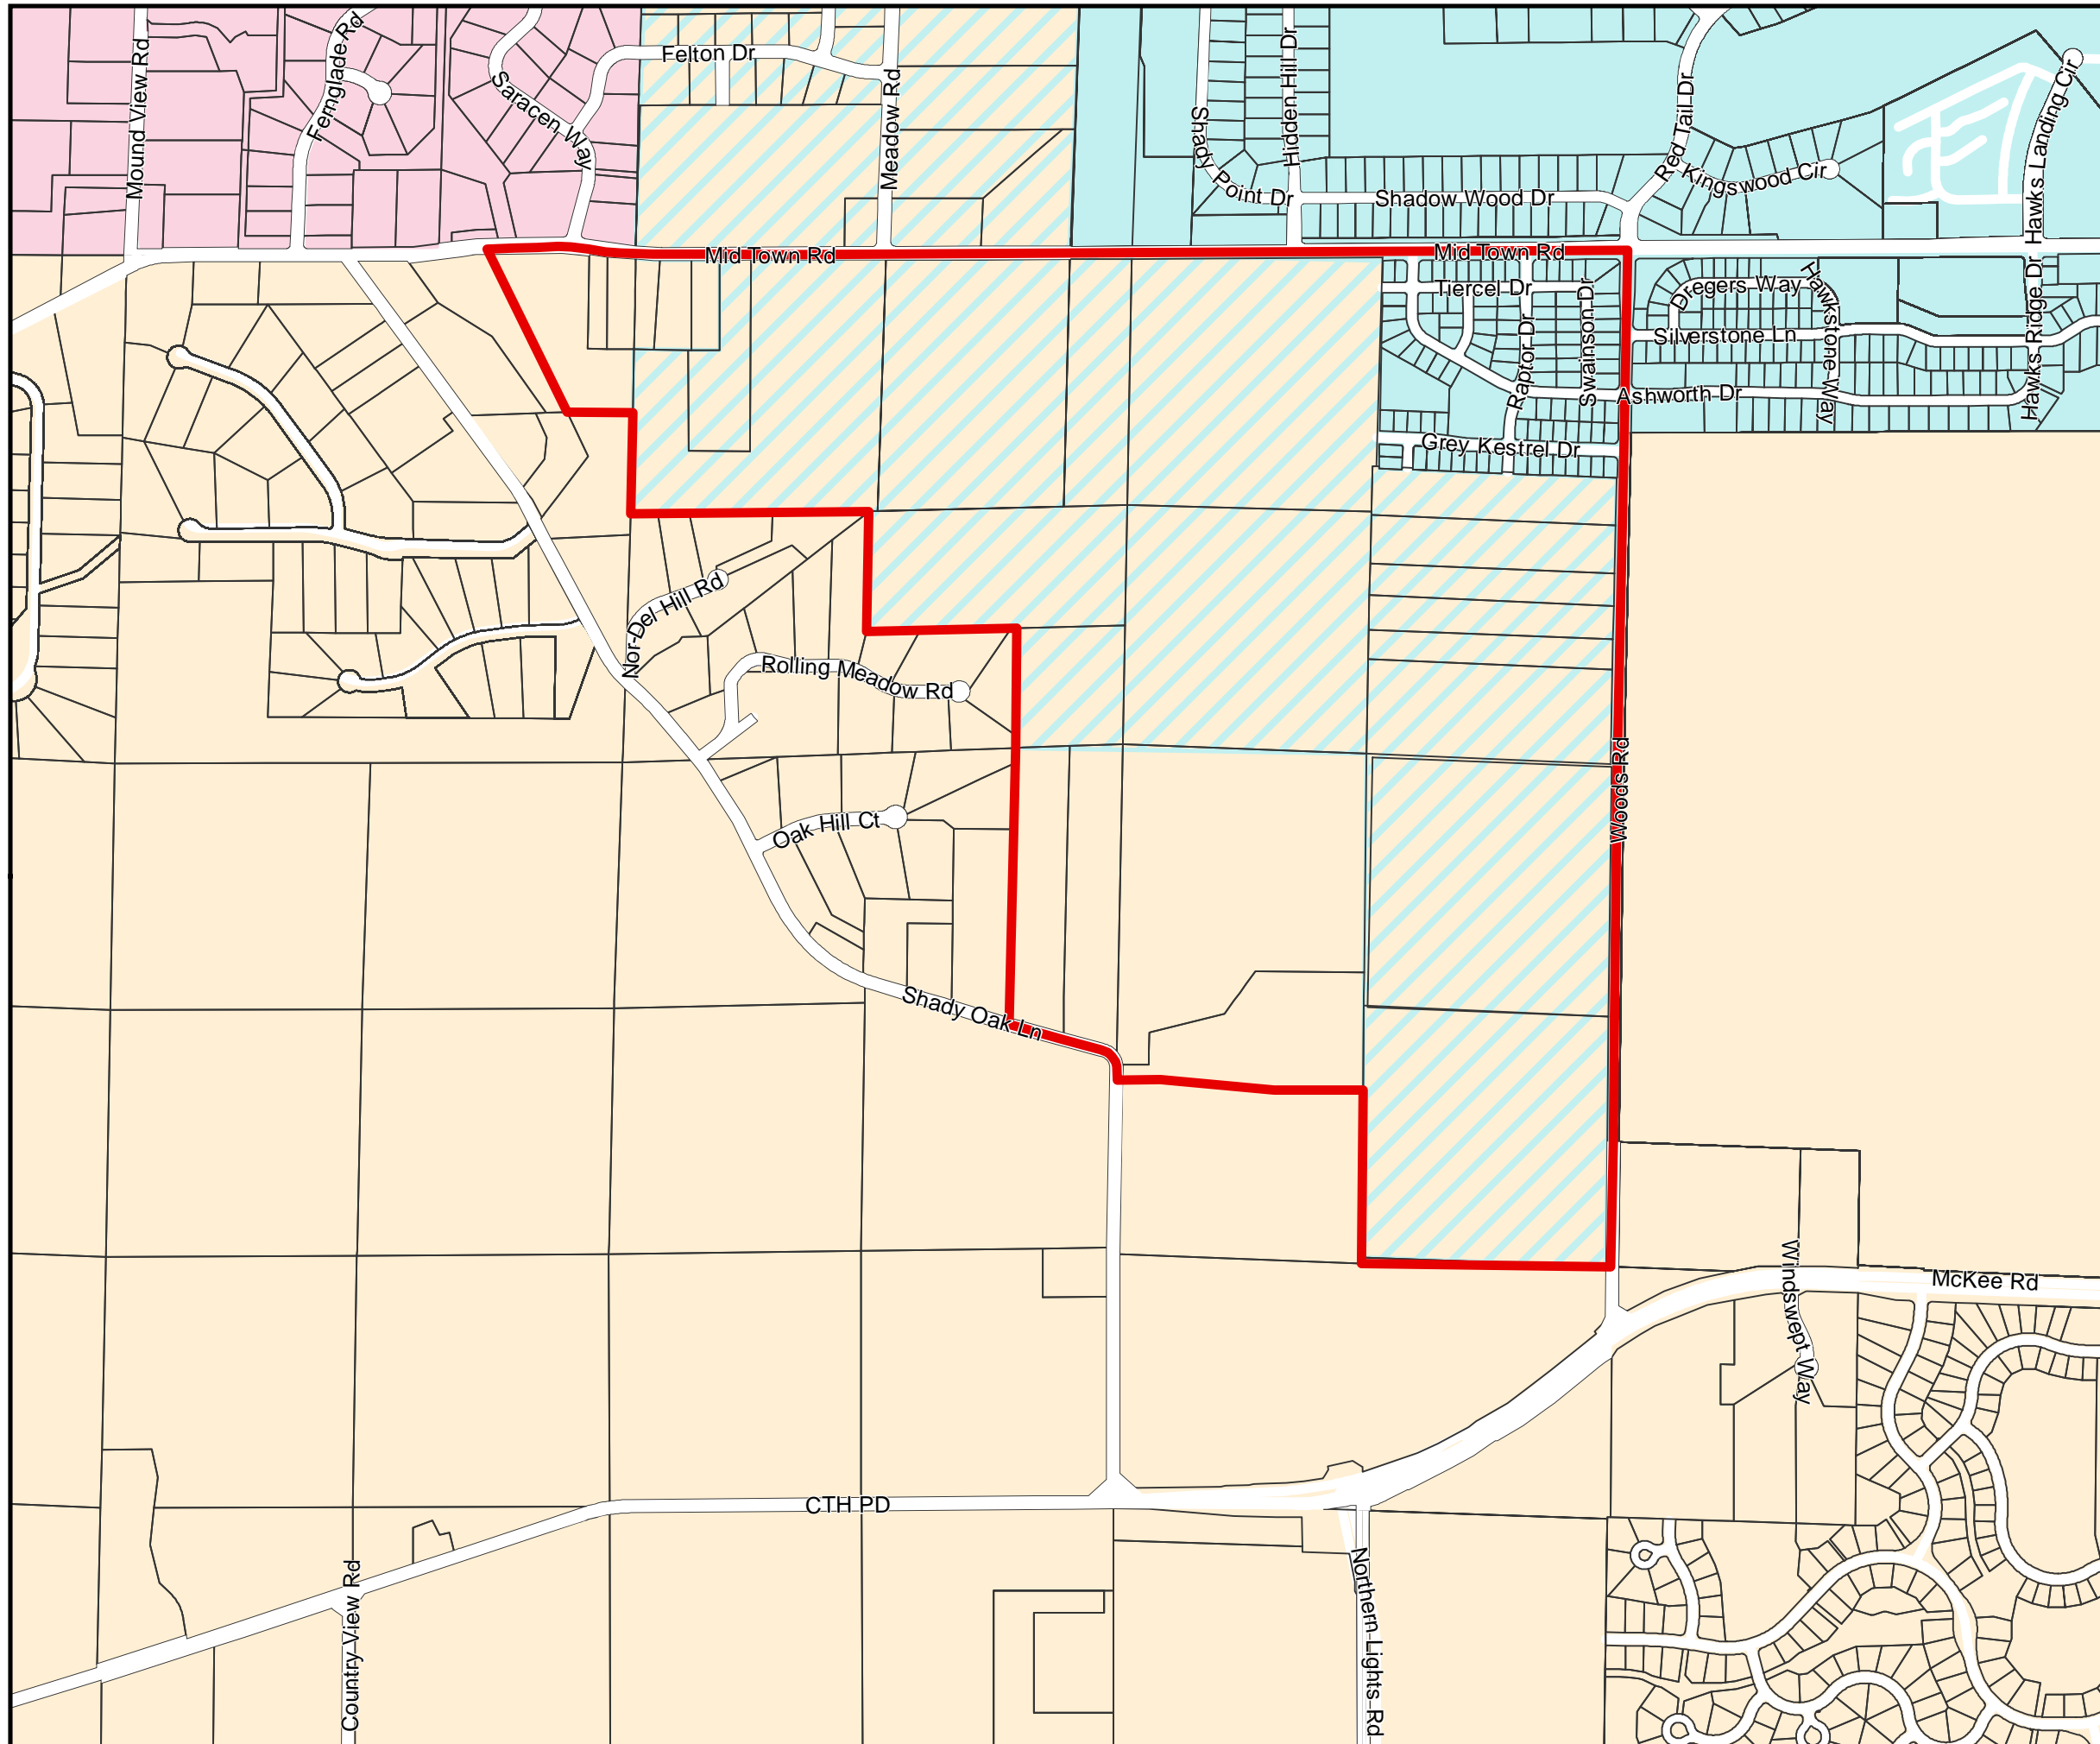 Mound View Rd
Fernglade Rd
Saracen Way
Felton Dr
Meadow Rd
Shady Point Dr
Hidden Hill Dr
Shadow Wood Dr
Red Tail Dr
Kingswood Cir
Hawks Landing Cir
Mid Town Rd
Mid Town Rd
Tiercel Dr
Raptor Dr
Swainson Dr
Dregers Way
Hawkstone Way
Silverstone Ln
Hawks Ridge Dr
Ashworth Dr
Grey Kestrel Dr
Nor-Del Hill Rd
Rolling Meadow Rd
Oak Hill Ct
Woods Rd
Shady Oak Ln
Windswept Way
McKee Rd
CTH PD
Country View Rd
Northern Lights Rd